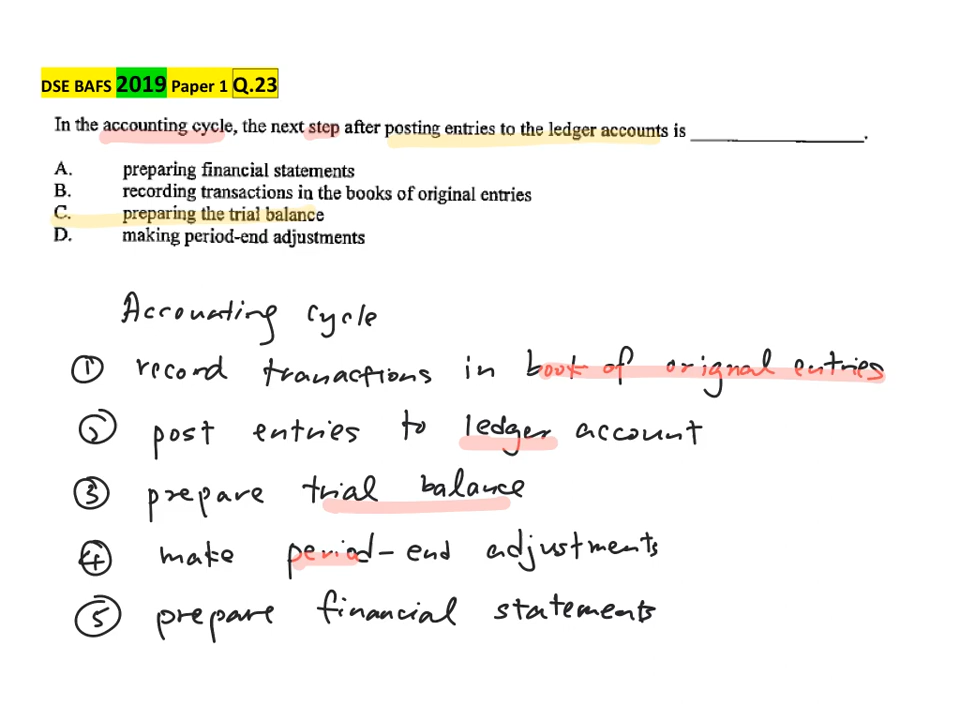 DSE BAFS 2019 Paper 1 Q.23
In the accounting cycle, the next step after posting entries to the ledger accounts is ____________________.
A. preparing financial statements
B. recording transactions in the books of original entries
C. preparing the trial balance
D. making period-end adjustments
Accounting cycle
① record tranactions in book of orignal entries
② post entries to ledger account
③ prepare trial balance
④ make period-end adjustments
⑤ prepare financial statements